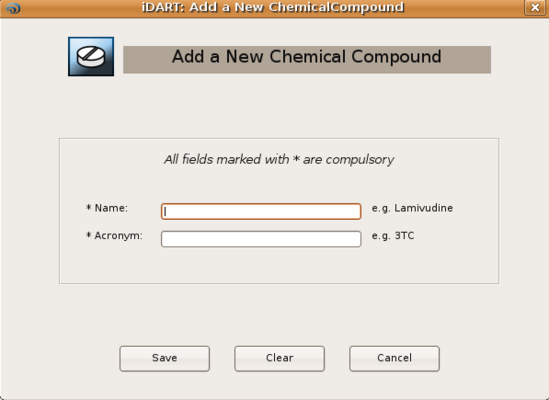 iDART: Add a New ChemicalCompound
Add a New Chemical Compound
All fields marked with * are compulsory
* Name: e.g. Lamivudine
* Acronym: e.g. 3TC
Save Clear Cancel